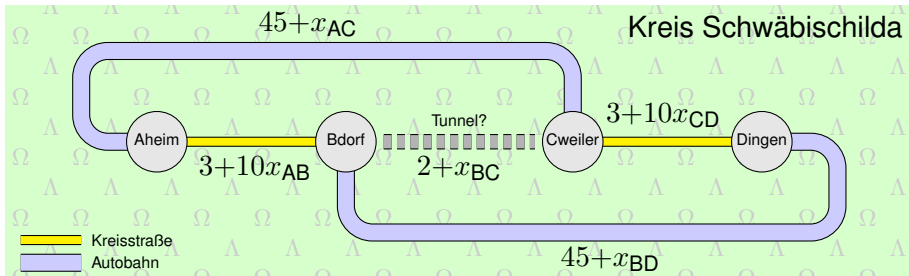 45+x_AC
Kreis Schwäbischilda
Aheim
3+10x_AB
Bdorf
Tunnel?
2+x_BC
Cweiler
3+10x_CD
Dingen
45+x_BD
Kreisstraße
Autobahn